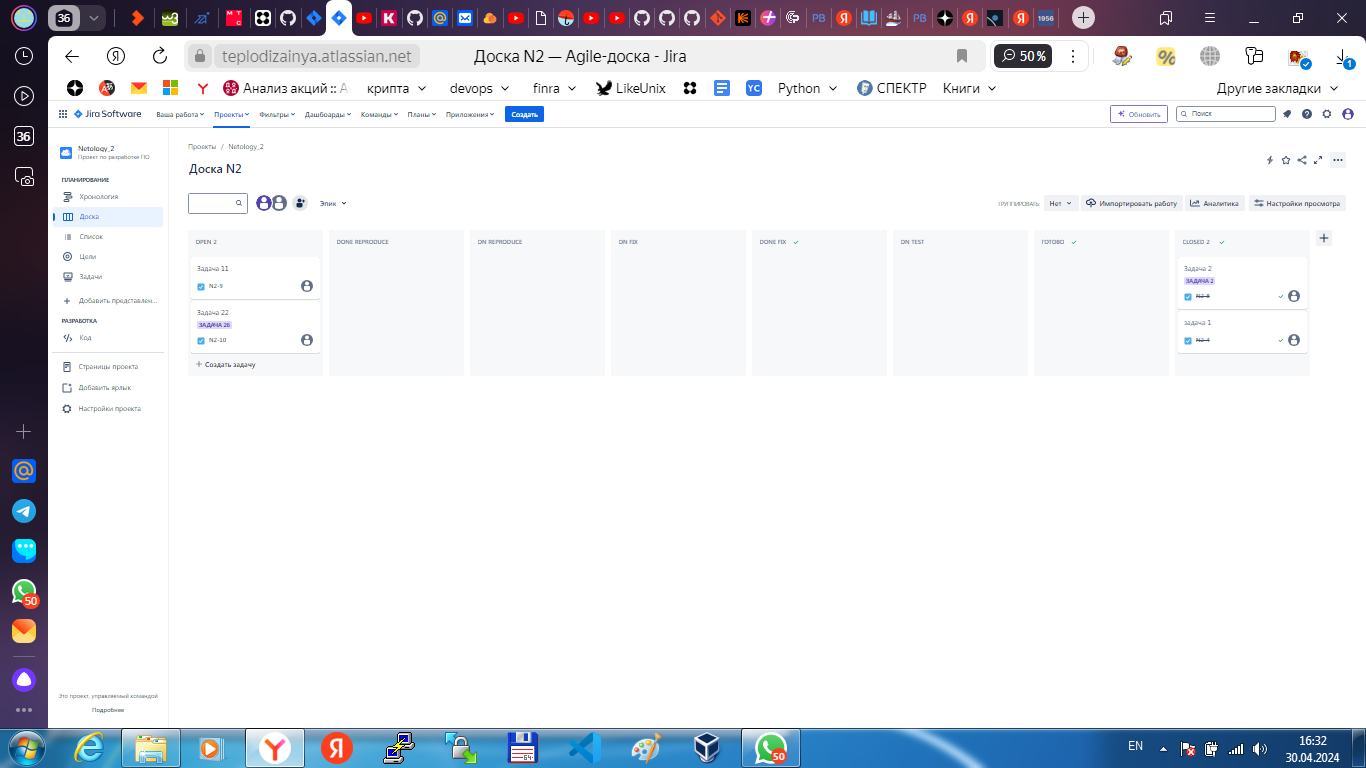 36
teplodizainya.atlassian.net
Доска N2 — Agile-доска - Jira
50 %
1
Анализ акций :: А
крипта
devops
finra
LikeUnix
Python
СПЕКТР
Книги
Другие закладки
36
Jira Software
Ваша работа
Проекты
Фильтры
Дашборды
Команды
Планы
Приложения
Создать
Обновить
Поиск
Netology_2
Проект по разработке ПО
ПЛАНИРОВАНИЕ
Хронология
Доска
Список
Цели
Задачи
Добавить представлен...
РАЗРАБОТКА
Код
Страницы проекта
Добавить ярлык
Настройки проекта
Это проект, управляемый командой
Подробнее
Проекты / Netology_2
Доска N2
Эпик
ГРУППИРОВАТЬ
Нет
Импортировать работу
Аналитика
Настройки просмотра
OPEN 2
DONE REPRODUCE
ON REPRODUCE
ON FIX
DONE FIX
ON TEST
ГОТОВО
CLOSED 2
Задача 11
N2-9
Задача 22
ЗАДАЧА 26
N2-10
Создать задачу
Задача 2
ЗАДАЧА 2
N2-8
задача 1
N2-4
50
50
EN
16:32
30.04.2024